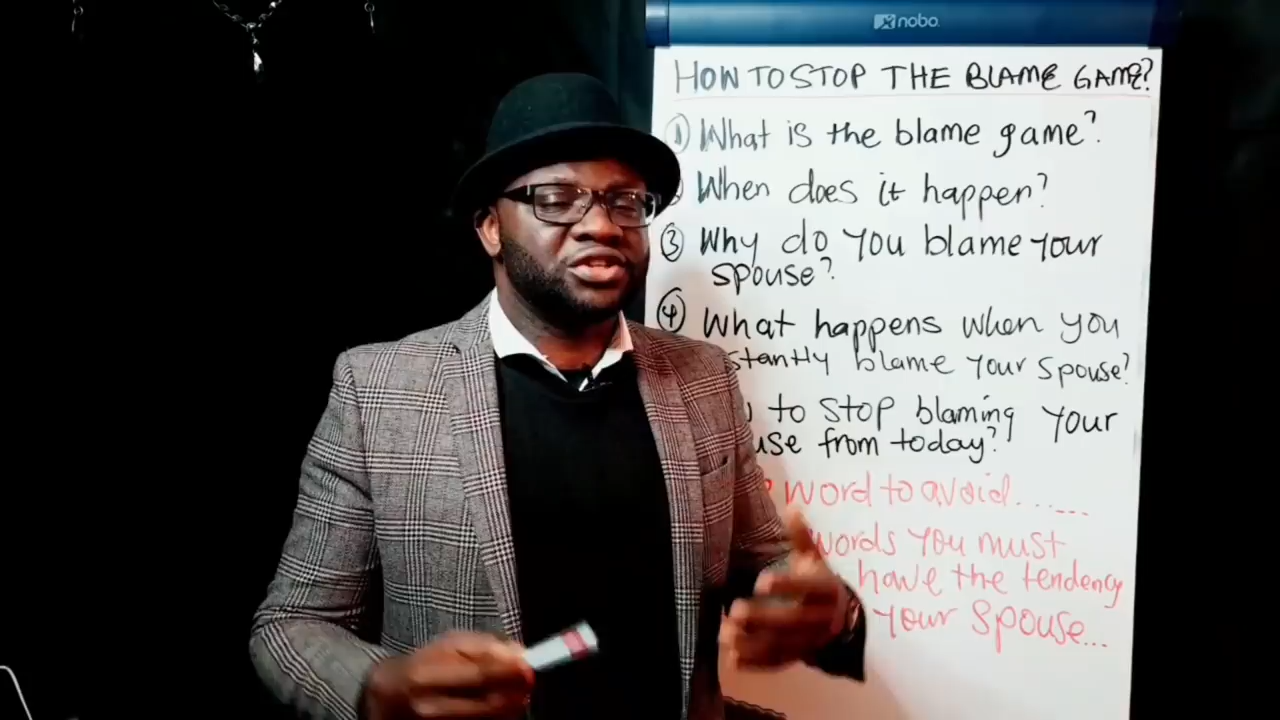 nobo
HOW TO STOP THE BLAME GAME?
① What is the blame game?
When does it happen?
③ Why do you blame your
spouse?
④ What happens when you
stantly blame your spouse?
to stop blaming your
use from today?
word to avoid......
words you must
have the tendency
your spouse...